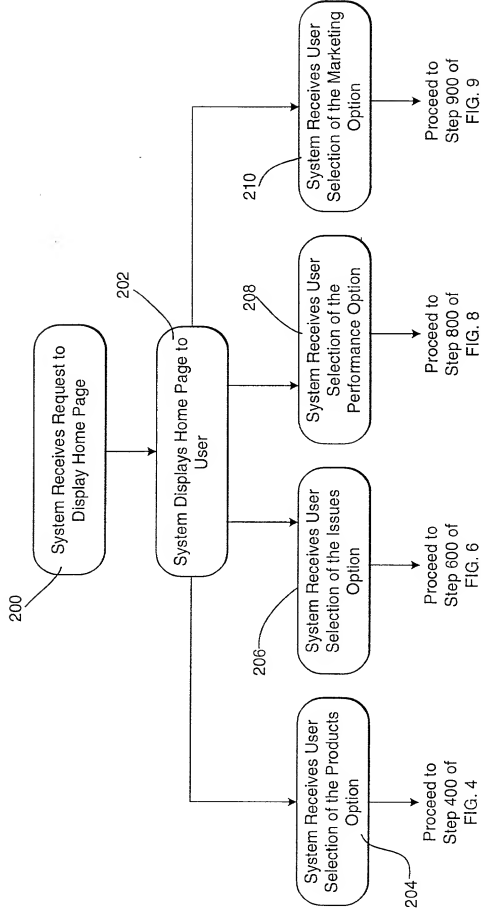 200
System Receives Request to
Display Home Page
202
System Displays Home Page to
User
204
System Receives User
Selection of the Products
Option
206
System Receives User
Selection of the Issues
Option
208
System Receives User
Selection of the
Performance Option
210
System Receives User
Selection of the Marketing
Option
Proceed to
Step 400 of
FIG. 4
Proceed to
Step 600 of
FIG. 6
Proceed to
Step 800 of
FIG. 8
Proceed to
Step 900 of
FIG. 9